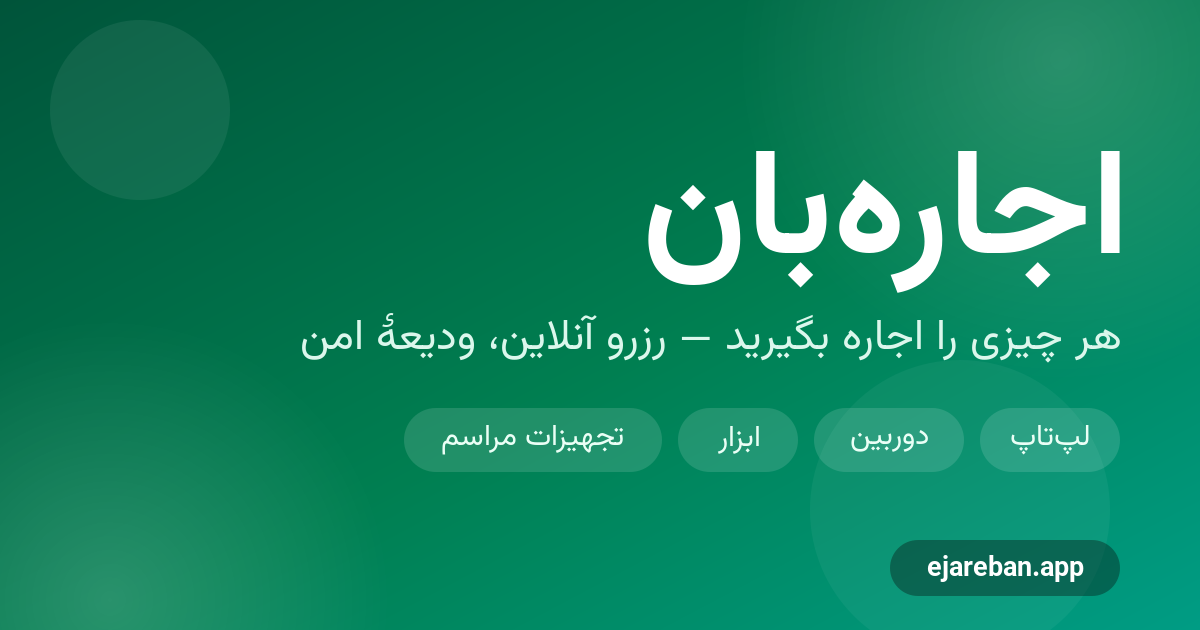 اجاره‌بان
هر چیزی را اجاره بگیرید — رزرو آنلاین، ودیعهٔ امن
لپ‌تاپ دوربین ابزار تجهیزات مراسم
ejareban.app